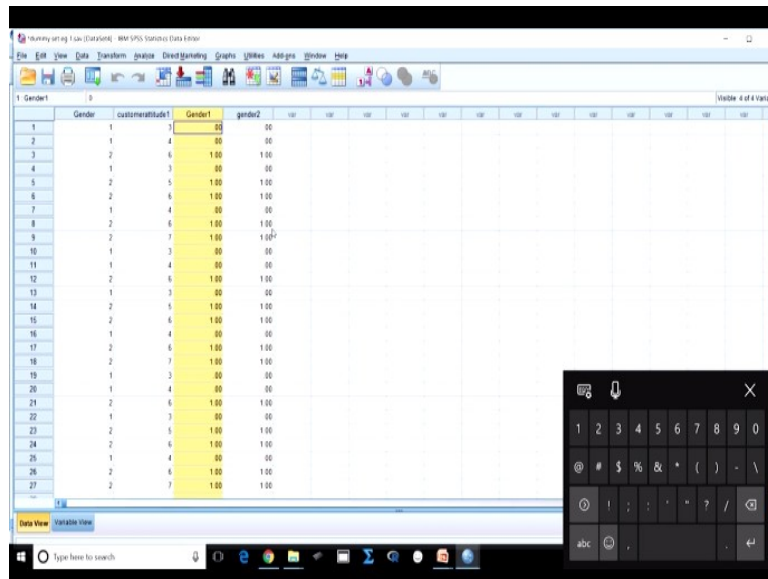 *dummy set eg 1.sav [DataSet4] - IBM SPSS Statistics Data Editor
File Edit View Data Transform Analyze Direct Marketing Graphs Utilities Add-ons Window Help
1 : Gender1 0 Visible: 4 of 4 Varia
Gender customerattitude1 Gender1 gender2 var var var var var var var var var var var
1 1 3 .00 .00
2 1 4 .00 .00
3 2 6 1.00 1.00
4 1 3 .00 .00
5 2 5 1.00 1.00
6 2 6 1.00 1.00
7 1 4 .00 .00
8 2 6 1.00 1.00
9 2 7 1.00 1.00
10 1 3 .00 .00
11 1 4 .00 .00
12 2 6 1.00 1.00
13 1 3 .00 .00
14 2 5 1.00 1.00
15 2 6 1.00 1.00
16 1 4 .00 .00
17 2 6 1.00 1.00
18 2 7 1.00 1.00
19 1 3 .00 .00
20 1 4 .00 .00
21 2 6 1.00 1.00
22 1 3 .00 .00
23 2 5 1.00 1.00
24 2 6 1.00 1.00
25 1 4 .00 .00
26 2 6 1.00 1.00
27 2 7 1.00 1.00
1 2 3 4 5 6 7 8 9 0
@ # $ % & * ( ) - \
! ; : ' " ? /
abc , .
Data View Variable View
Type here to search